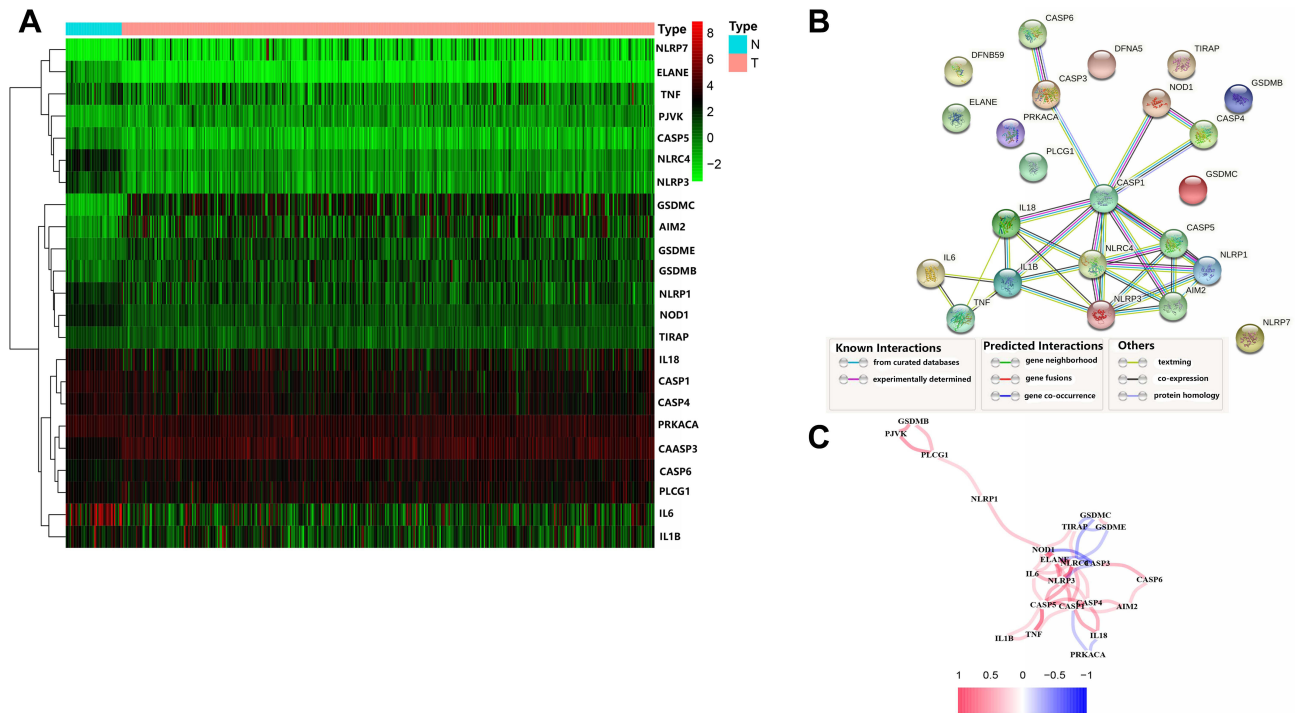 A
Type
NLRP7
ELANE
TNF
PJVK
CASP5
NLRC4
NLRP3
GSDMC
AIM2
GSDME
GSDMB
NLRP1
NOD1
TIRAP
IL18
CASP1
CASP4
PRKACA
CAASP3
CASP6
PLCG1
IL6
IL1B
8
6
4
2
0
−2
Type
N
T
B
CASP6
DFNB59
DFNA5
TIRAP
CASP3
NOD1
GSDMB
ELANE
PRKACA
CASP4
PLCG1
CASP1
GSDMC
IL18
CASP5
NLRC4
NLRP1
IL6
IL1B
AIM2
NLRP3
TNF
NLRP7
Known Interactions
from curated databases
experimentally determined
Predicted Interactions
gene neighborhood
gene fusions
gene co-occurrence
Others
textming
co-expression
protein homology
C
GSDMB
PJVK
PLCG1
NLRP1
GSDMC
TIRAP GSDME
NOD1
ELANE
NLRC4
CASP3
IL6
NLRP3
CASP6
CASP5
CASP1
CASP4
AIM2
IL1B
TNF
IL18
PRKACA
1 0.5 0 −0.5 −1